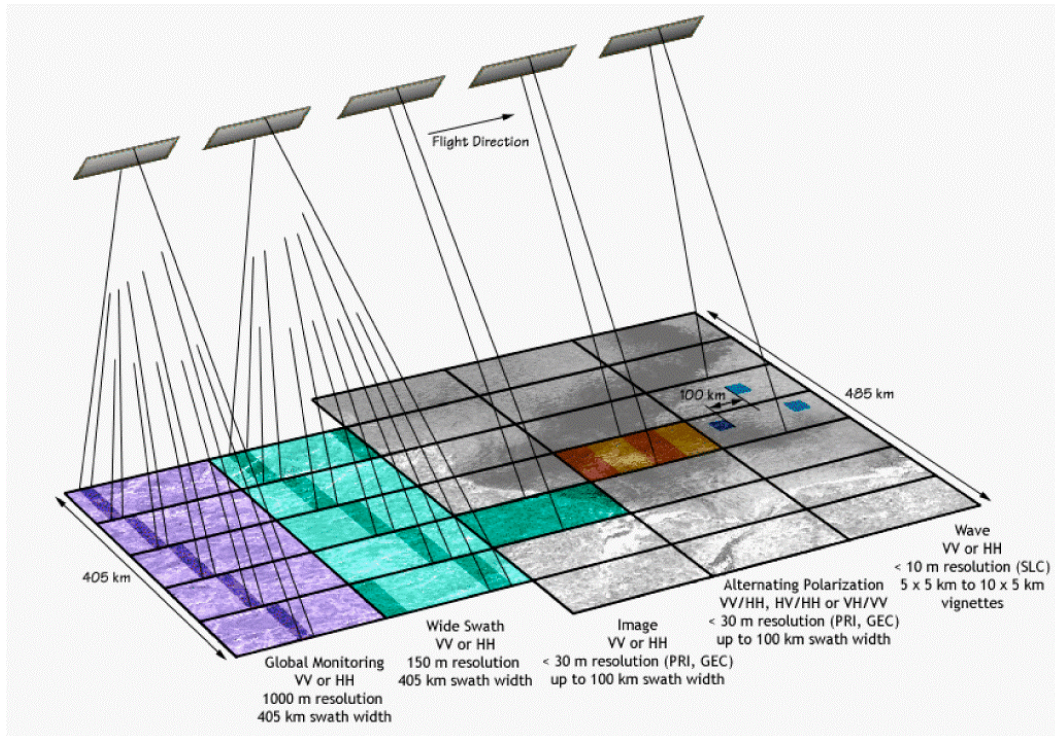 Flight Direction
100 km
485 km
405 km
Global Monitoring
VV or HH
1000 m resolution
405 km swath width
Wide Swath
VV or HH
150 m resolution
405 km swath width
Image
VV or HH
< 30 m resolution (PRI, GEC)
up to 100 km swath width
Alternating Polarization
VV/HH, HV/HH or VH/VV
< 30 m resolution (PRI, GEC)
up to 100 km swath width
Wave
VV or HH
< 10 m resolution (SLC)
5 x 5 km to 10 x 5 km
vignettes